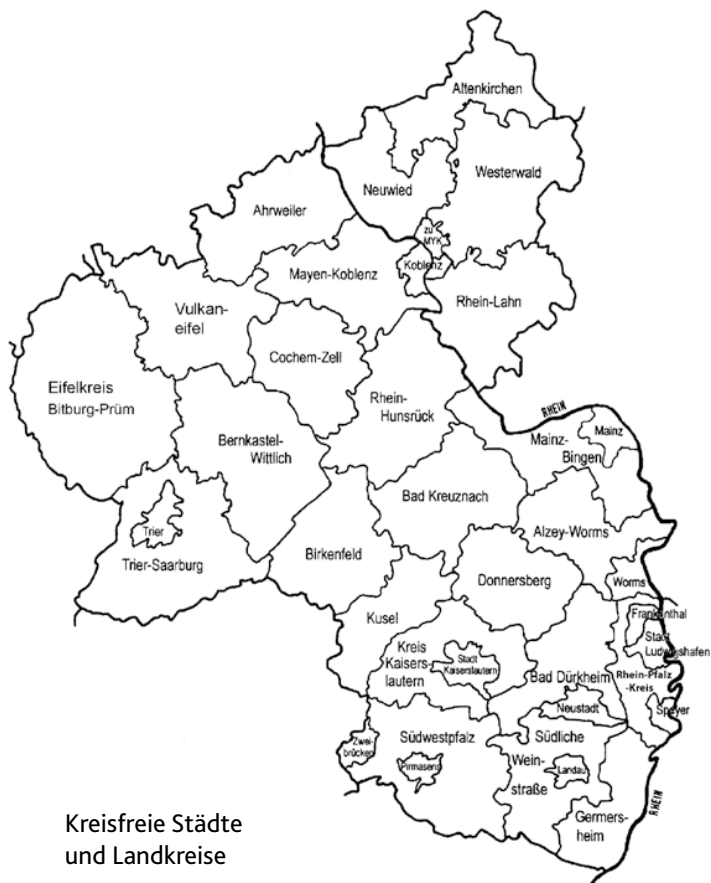 Altenkirchen
Westerwald
Neuwied
Ahrweiler
zu
MYK
Koblenz
Mayen-Koblenz
Rhein-Lahn
Vulkan-
eifel
Cochem-Zell
Eifelkreis
Bitburg-Prüm
Rhein-
Hunsrück
RHEIN
Bernkastel-
Wittlich
Mainz-
Bingen
Mainz
Bad Kreuznach
Trier
Trier-Saarburg
Alzey-Worms
Birkenfeld
Donnersberg
Worms
Kusel
Frankenthal
Stadt
Ludwigshafen
Kreis
Kaisers-
lautern
Stadt
Kaiserslautern
Bad Dürkheim
Rhein-Pfalz
-Kreis
Neustadt
Speyer
Zwei-
brücken
Südwestpfalz
Pirmasens
Südliche
Wein-
straße
Landau
Germers-
heim
RHEIN
Kreisfreie Städte
und Landkreise